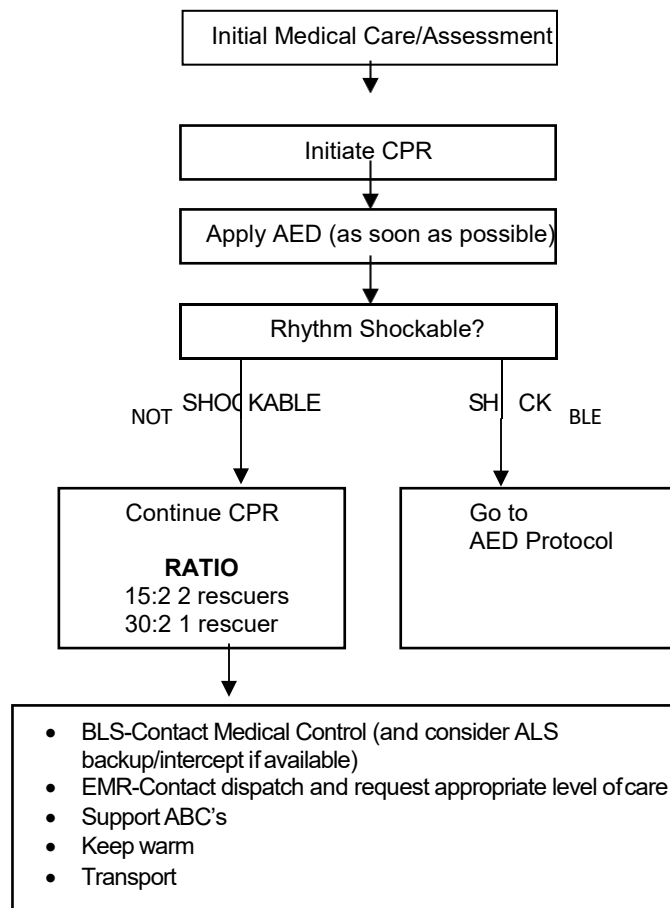 Initial Medical Care/Assessment
Initiate CPR
Apply AED (as soon as possible)
Rhythm Shockable?
NOT SHOCKABLE
SH CK BLE
Continue CPR
RATIO
15:2 2 rescuers
30:2 1 rescuer
Go to
AED Protocol
• BLS-Contact Medical Control (and consider ALS
backup/intercept if available)
• EMR-Contact dispatch and request appropriate level of care
• Support ABC’s
• Keep warm
• Transport